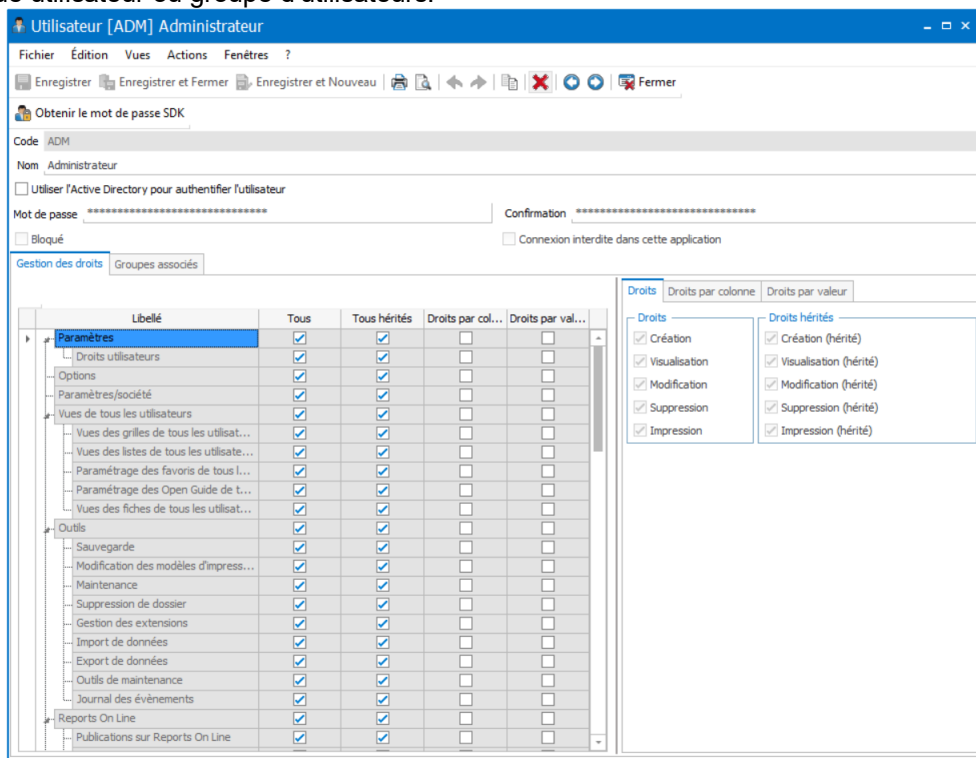 de utilisateur ou groupe d'utilisateurs.
Utilisateur [ADM] Administrateur
Fichier Édition Vues Actions Fenêtres ?
Enregistrer Enregistrer et Fermer Enregistrer et Nouveau Fermer
Obtenir le mot de passe SDK
Code ADM
Nom Administrateur
Utiliser l'Active Directory pour authentifier l'utilisateur
Mot de passe ****************************** Confirmation ******************************
Bloqué Connexion interdite dans cette application
Gestion des droits Groupes associés
Droits Droits par colonne Droits par valeur
Libellé Tous Tous hérités Droits par col... Droits par val...
Droits Droits hérités
Paramètres
Création Création (hérité)
Droits utilisateurs
Visualisation Visualisation (hérité)
Options
Modification Modification (hérité)
Paramètres/société
Suppression Suppression (hérité)
Vues de tous les utilisateurs
Impression Impression (hérité)
Vues des grilles de tous les utilisat...
Vues des listes de tous les utilisate...
Paramétrage des favoris de tous l...
Paramétrage des Open Guide de t...
Vues des fiches de tous les utilisat...
Outils
Sauvegarde
Modification des modèles d'impress...
Maintenance
Suppression de dossier
Gestion des extensions
Import de données
Export de données
Outils de maintenance
Journal des évènements
Reports On Line
Publications sur Reports On Line